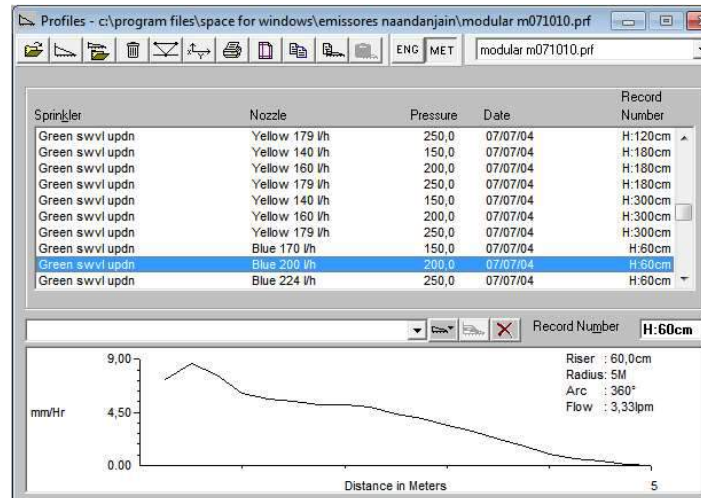 Profiles - c:\program files\space for windows\emissores naandanjain\modular m071010.prf
ENG MET modular m071010.prf
Sprinkler Nozzle Pressure Date Record Number
Green swvl updn Yellow 179 l/h 250,0 07/07/04 H:120cm
Green swvl updn Yellow 140 l/h 150,0 07/07/04 H:180cm
Green swvl updn Yellow 160 l/h 200,0 07/07/04 H:180cm
Green swvl updn Yellow 179 l/h 250,0 07/07/04 H:180cm
Green swvl updn Yellow 140 l/h 150,0 07/07/04 H:300cm
Green swvl updn Yellow 160 l/h 200,0 07/07/04 H:300cm
Green swvl updn Yellow 179 l/h 250,0 07/07/04 H:300cm
Green swvl updn Blue 170 l/h 150,0 07/07/04 H:60cm
Green swvl updn Blue 200 l/h 200,0 07/07/04 H:60cm
Green swvl updn Blue 224 l/h 250,0 07/07/04 H:60cm
Record Number H:60cm
9,00
Riser : 60,0cm
Radius: 5M
Arc : 360°
Flow : 3,33lpm
mm/Hr 4,50
0.00
Distance in Meters 5